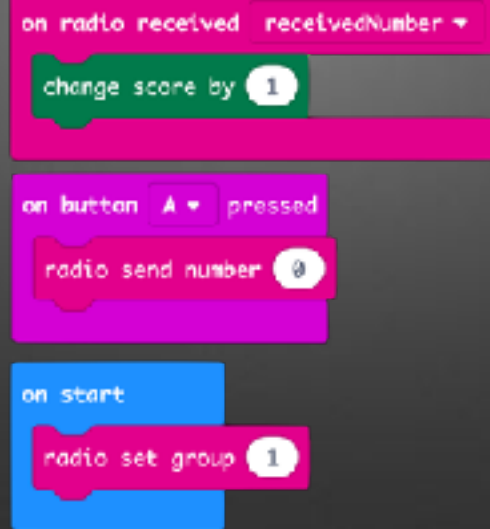 on radio received receivedNumber
change score by 1
on button A pressed
radio send number 0
on start
radio set group 1